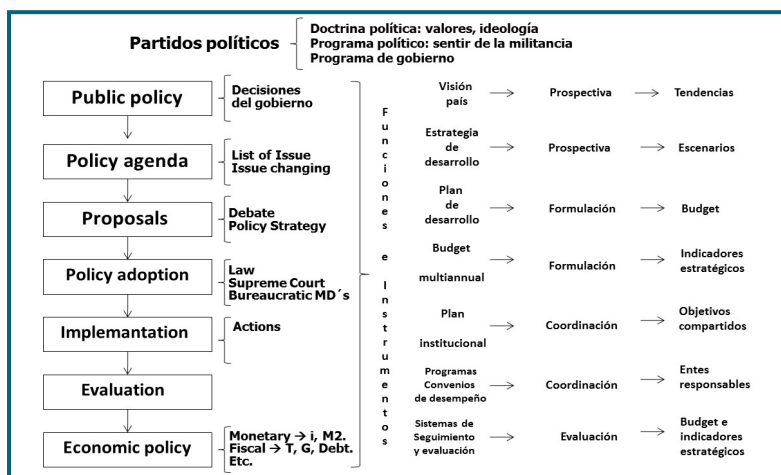 Partidos políticos
Doctrina política: valores, ideología
Programa político: sentir de la militancia
Programa de gobierno
Public policy
Decisiones
del gobierno
Policy agenda
List of Issue
Issue changing
Proposals
Debate
Policy Strategy
Policy adoption
Law
Supreme Court
Bureaucratic MD´s
Implemantation
Actions
Evaluation
Economic policy
Monetary → i, M2.
Fiscal → T, G, Debt.
Etc.
Funciones e Instrumentos
Visión
país
Prospectiva
Tendencias
Estrategia
de
desarrollo
Prospectiva
Escenarios
Plan
de
desarrollo
Formulación
Budget
Budget
multiannual
Formulación
Indicadores
estratégicos
Plan
institucional
Coordinación
Objetivos
compartidos
Programas
Convenios
de desempeño
Coordinación
Entes
responsables
Sistemas de
Seguimiento
y evaluación
Evaluación
Budget e
indicadores
estratégicos